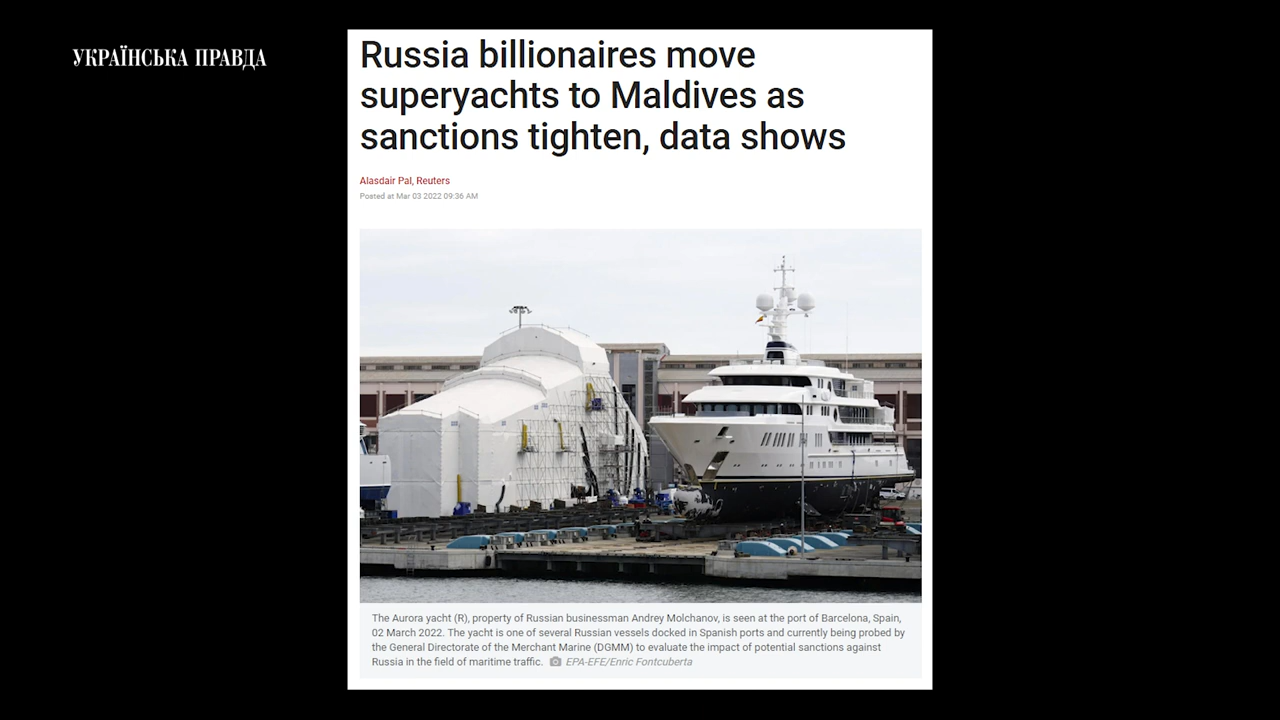 УКРАЇНСЬКА ПРАВДА
Russia billionaires move
superyachts to Maldives as
sanctions tighten, data shows
Alasdair Pal, Reuters
Posted at Mar 03 2022 09:36 AM
The Aurora yacht (R), property of Russian businessman Andrey Molchanov, is seen at the port of Barcelona, Spain,
02 March 2022. The yacht is one of several Russian vessels docked in Spanish ports and currently being probed by
the General Directorate of the Merchant Marine (DGMM) to evaluate the impact of potential sanctions against
Russia in the field of maritime traffic. EPA-EFE/Enric Fontcuberta